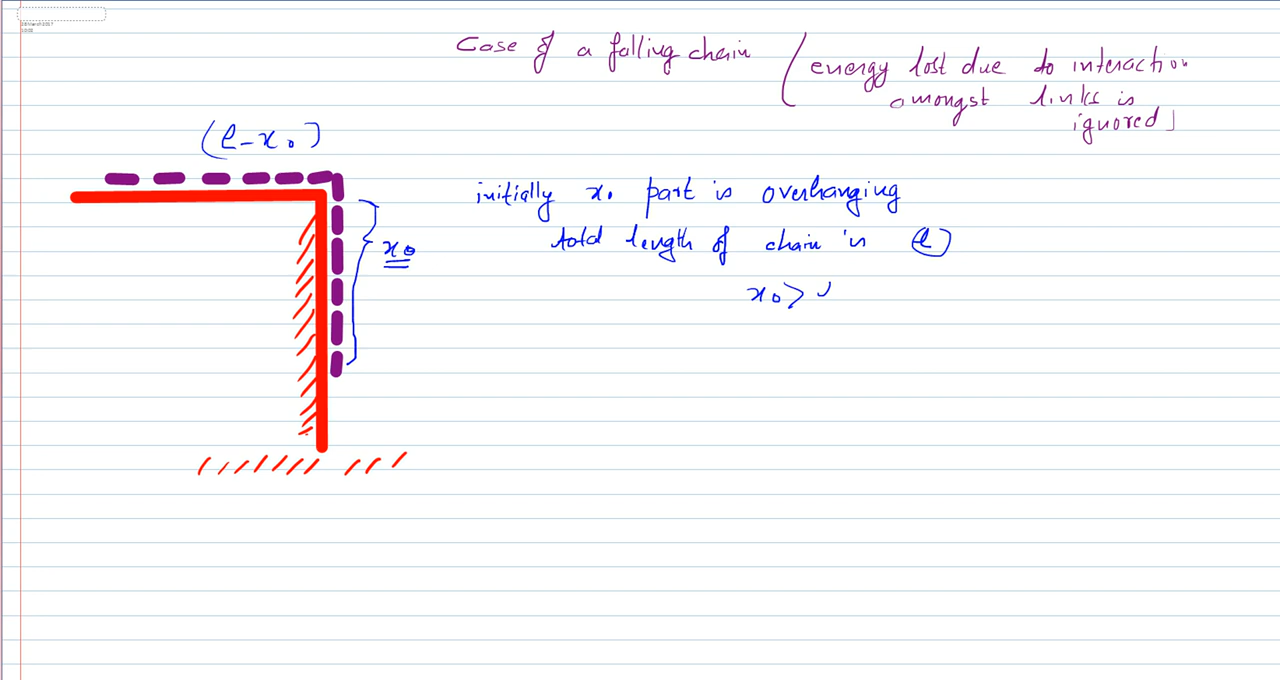 Case of a falling chain (energy lost due to interaction
amongst links is
ignored)
(l-x₀)
initially x₀ part is overhanging
x₀
total length of chain is l
x₀ >